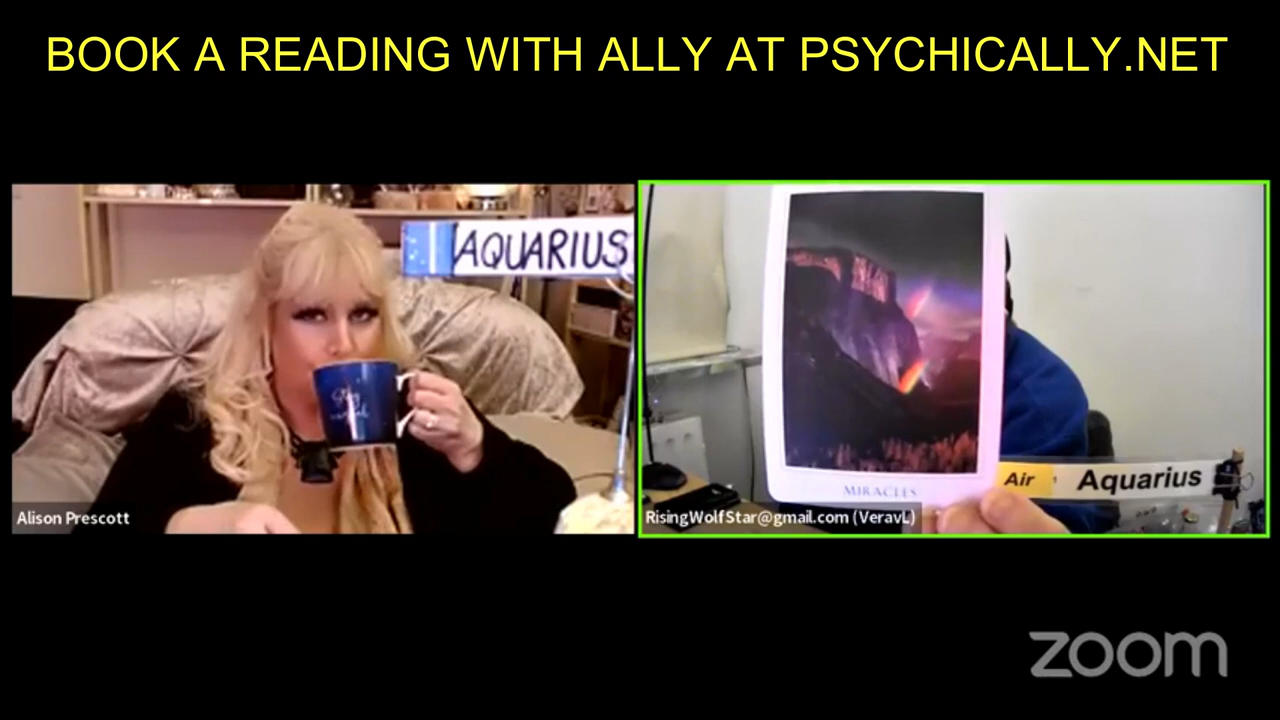 BOOK A READING WITH ALLY AT PSYCHICALLY.NET
AQUARIUS
MIRACLES
Air
Aquarius
Alison Prescott
RisingWolfStar@gmail.com (VeravL)
zoom